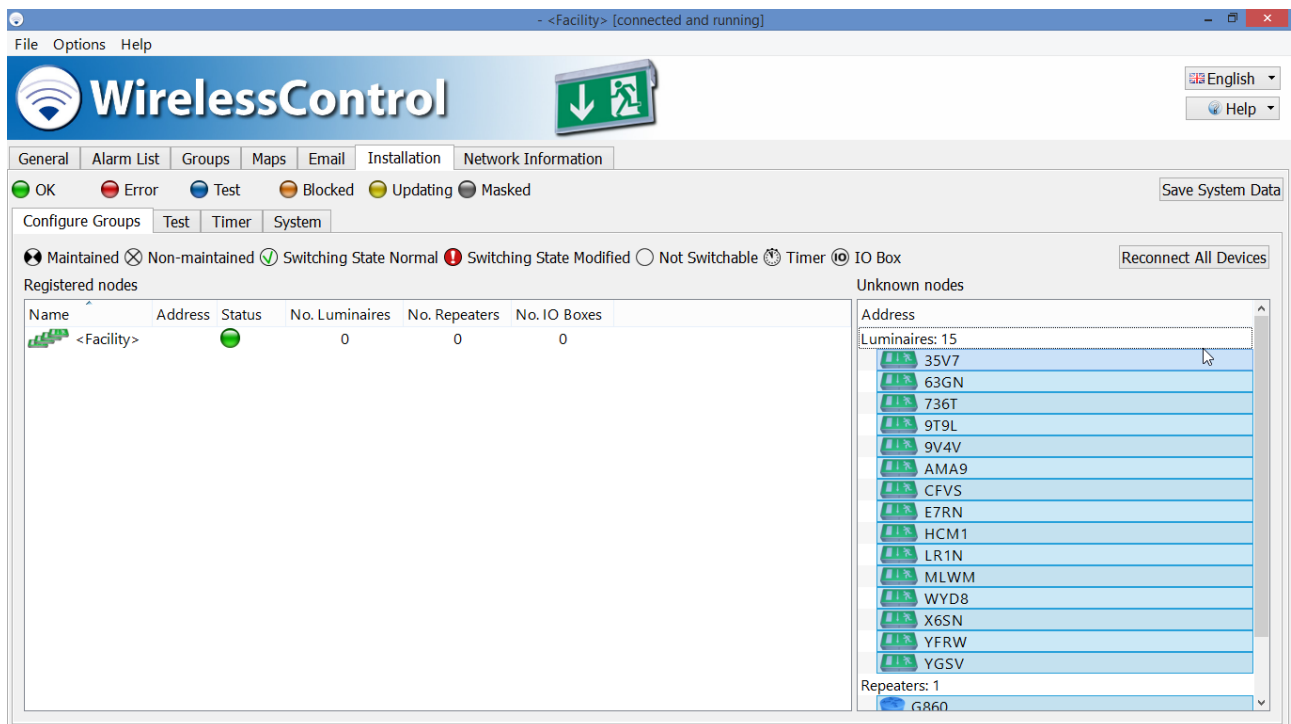 - <Facility> [connected and running]
File Options Help
WirelessControl
English
Help
General Alarm List Groups Maps Email Installation Network Information
OK Error Test Blocked Updating Masked Save System Data
Configure Groups Test Timer System
Maintained Non-maintained Switching State Normal Switching State Modified Not Switchable Timer IO IO Box Reconnect All Devices
Registered nodes Unknown nodes
Name Address Status No. Luminaires No. Repeaters No. IO Boxes Address
Luminaires: 15
<Facility> 0 0 0
35V7
63GN
736T
9T9L
9V4V
AMA9
CFVS
E7RN
HCM1
LR1N
MLWM
WYD8
X6SN
YFRW
YGSV
Repeaters: 1
G860